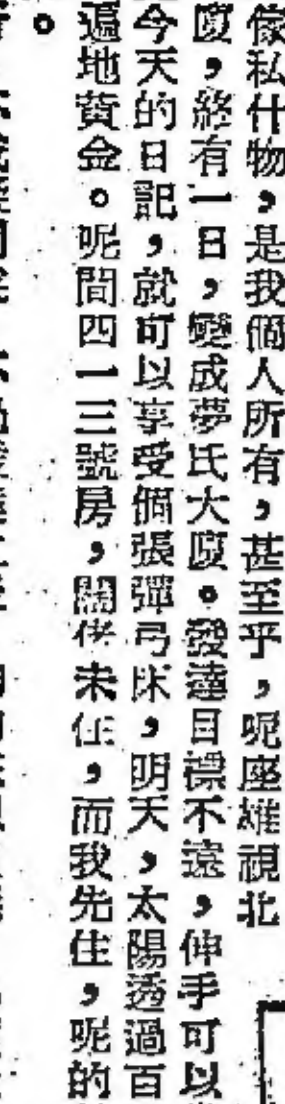 傢私什物，是我個人所有，甚至乎，呢座雄視北
廈，終有一日，變成夢氏大廈。發達目標不遠，伸手可以
今天的日記，就可以享受個張彈弓床，明天，太陽透過百
遍地黃金。呢間四一三號房，闊佬未住，而我先住，呢的
。